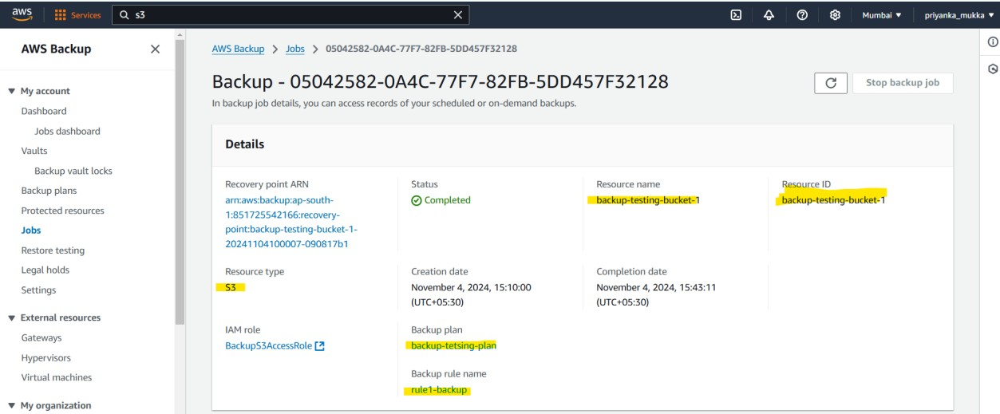 aws
Services
s3
Mumbai ▼
priyanka_mukka ▼
AWS Backup
My account
Dashboard
Jobs dashboard
Vaults
Backup vault locks
Backup plans
Protected resources
Jobs
Restore testing
Legal holds
Settings
External resources
Gateways
Hypervisors
Virtual machines
My organization
AWS Backup > Jobs > 05042582-0A4C-77F7-82FB-5DD457F32128
Backup - 05042582-0A4C-77F7-82FB-5DD457F32128
Stop backup job
In backup job details, you can access records of your scheduled or on-demand backups.
Details
Recovery point ARN
arn:aws:backup:ap-south-
1:851725542166:recovery-
point:backup-testing-bucket-1-
20241104100007-090817b1
Status
Completed
Resource name
backup-testing-bucket-1
Resource ID
backup-testing-bucket-1
Resource type
S3
Creation date
November 4, 2024, 15:10:00
(UTC+05:30)
Completion date
November 4, 2024, 15:43:11
(UTC+05:30)
IAM role
BackupS3AccessRole
Backup plan
backup-tetsing-plan
Backup rule name
rule1-backup